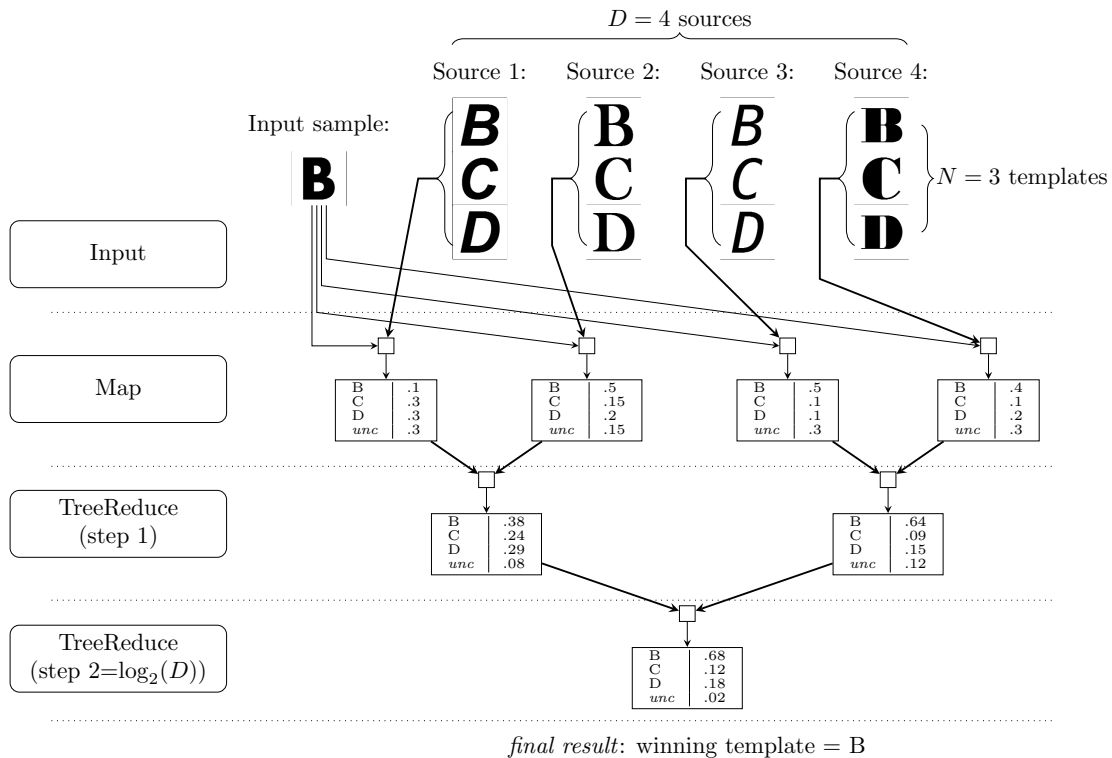 D = 4 sources
Source 1: Source 2: Source 3: Source 4:
Input sample:
B B B B
B
C C C C
N = 3 templates
D D D D
Input
Map
B .1
C .3
D .3
unc .3
B .5
C .15
D .2
unc .15
B .5
C .1
D .1
unc .3
B .4
C .1
D .2
unc .3
TreeReduce
(step 1)
B .38
C .24
D .29
unc .08
B .64
C .09
D .15
unc .12
TreeReduce
(step 2=log₂(D))
B .68
C .12
D .18
unc .02
final result: winning template = B